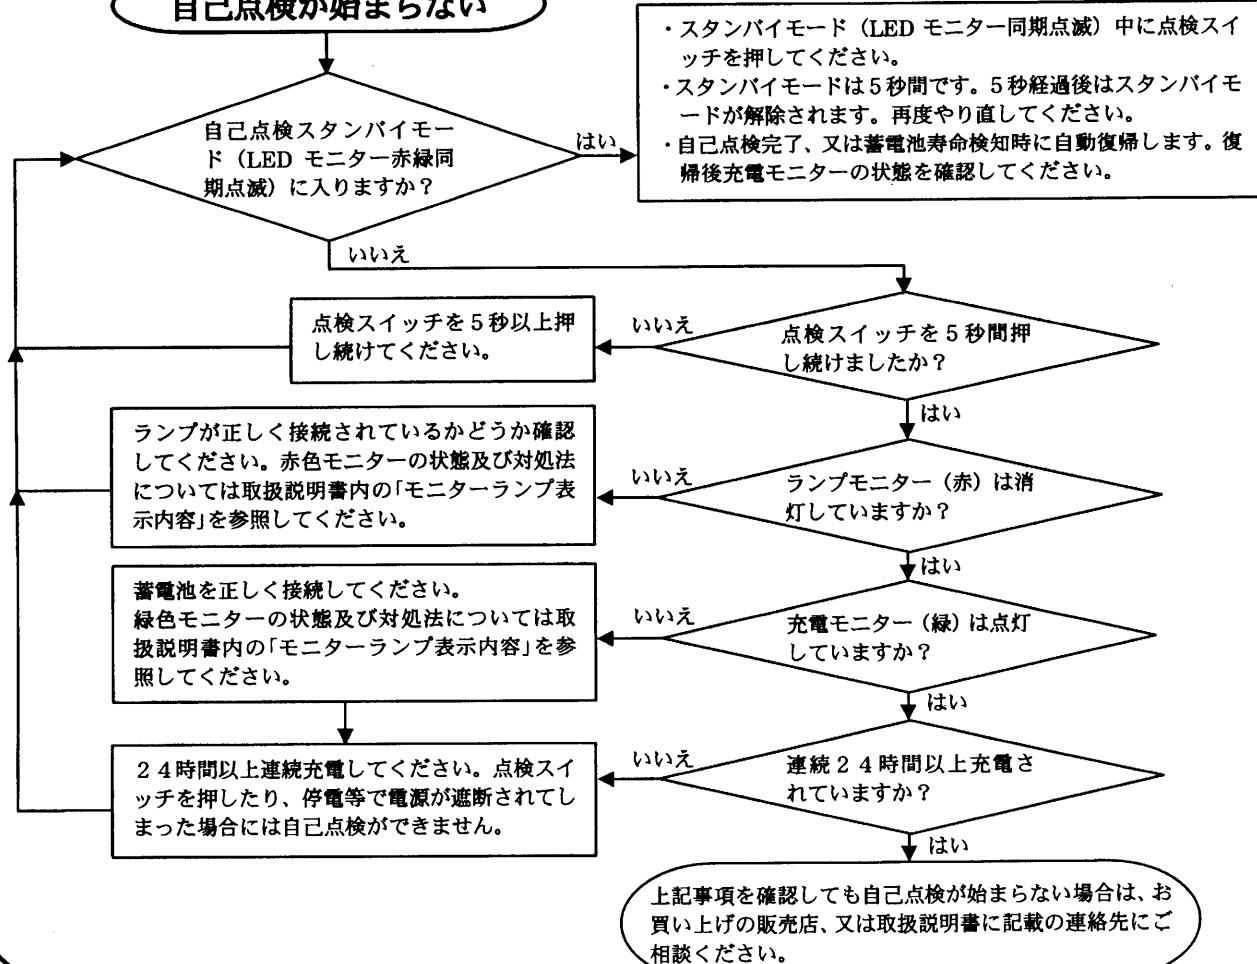 自己点検が始まらない
・スタンバイモード（LED モニター同期点滅）中に点検スイ
ッチを押してください。
・スタンバイモードは5秒間です。5秒経過後はスタンバイモ
ードが解除されます。再度やり直してください。
・自己点検完了、又は蓄電池寿命検知時に自動復帰します。復
帰後充電モニターの状態を確認してください。
自己点検スタンバイモー
ド（LED モニター赤緑同
期点滅）に入りますか？
はい
いいえ
点検スイッチを5秒間押
し続けましたか？
いいえ
点検スイッチを5秒以上押
し続けてください。
はい
ランプモニター（赤）は消
灯していますか？
いいえ
ランプが正しく接続されているかどうか確認
してください。赤色モニターの状態及び対処法
については取扱説明書内の「モニターランプ表
示内容」を参照してください。
はい
充電モニター（緑）は点灯
していますか？
いいえ
蓄電池を正しく接続してください。
緑色モニターの状態及び対処法については取
扱説明書内の「モニターランプ表示内容」を参
照してください。
はい
連続24時間以上充電さ
れていますか？
いいえ
24時間以上連続充電してください。点検スイ
ッチを押したり、停電等で電源が遮断されてし
まった場合には自己点検ができません。
はい
上記事項を確認しても自己点検が始まらない場合は、お
買い上げの販売店、又は取扱説明書に記載の連絡先にご
相談ください。